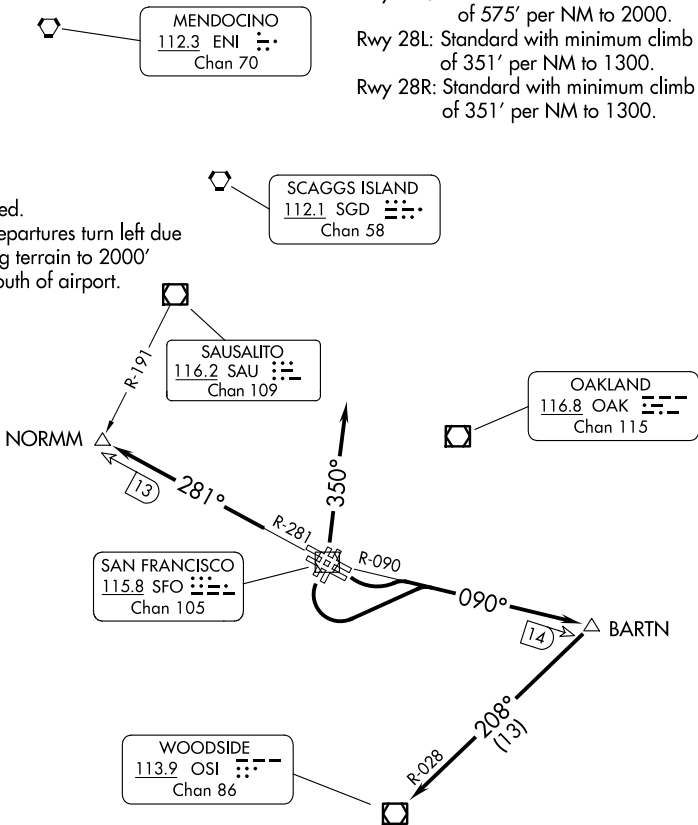 of 575' per NM to 2000.
Rwy 28L: Standard with minimum climb
of 351' per NM to 1300.
Rwy 28R: Standard with minimum climb
of 351' per NM to 1300.
MENDOCINO
112.3 ENI
Chan 70
SCAGGS ISLAND
112.1 SGD
Chan 58
ed.
epartures turn left due
g terrain to 2000'
outh of airport.
SAUSALITO
116.2 SAU
Chan 109
R-191
OAKLAND
116.8 OAK
Chan 115
NORMM
13
281°
350°
R-281
R-090
SAN FRANCISCO
115.8 SFO
Chan 105
090°
14
BARTN
208°
(13)
R-028
WOODSIDE
113.9 OSI
Chan 86